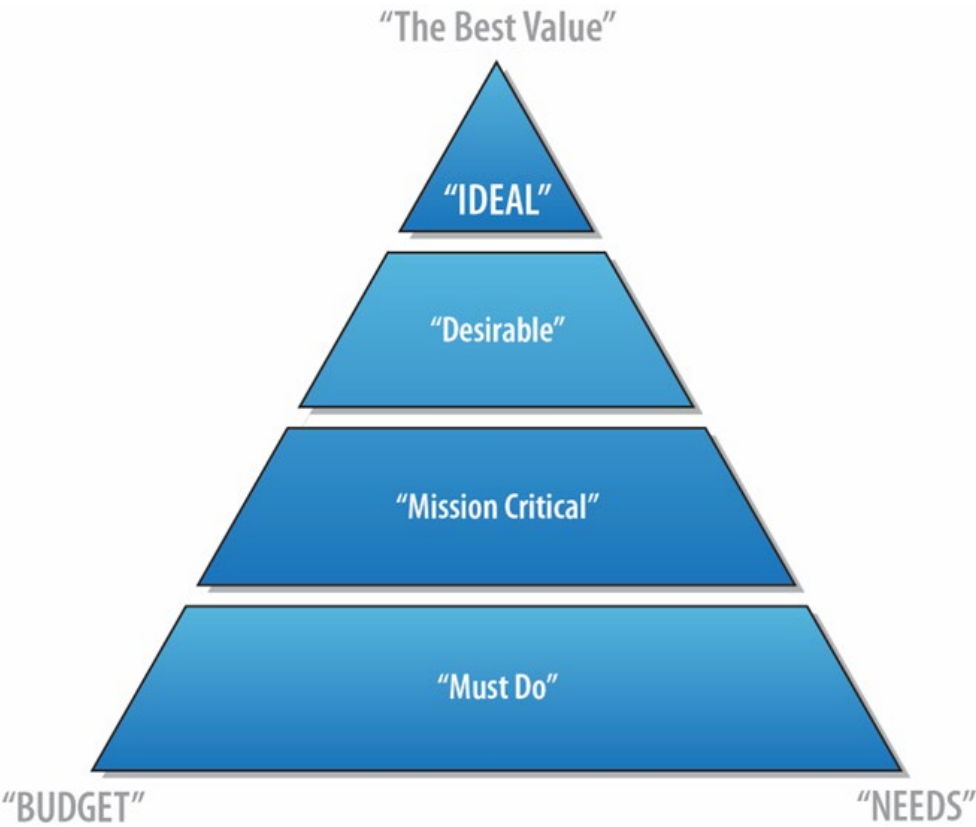 “The Best Value”
“IDEAL”
“Desirable”
“Mission Critical”
“Must Do”
“BUDGET”
“NEEDS”